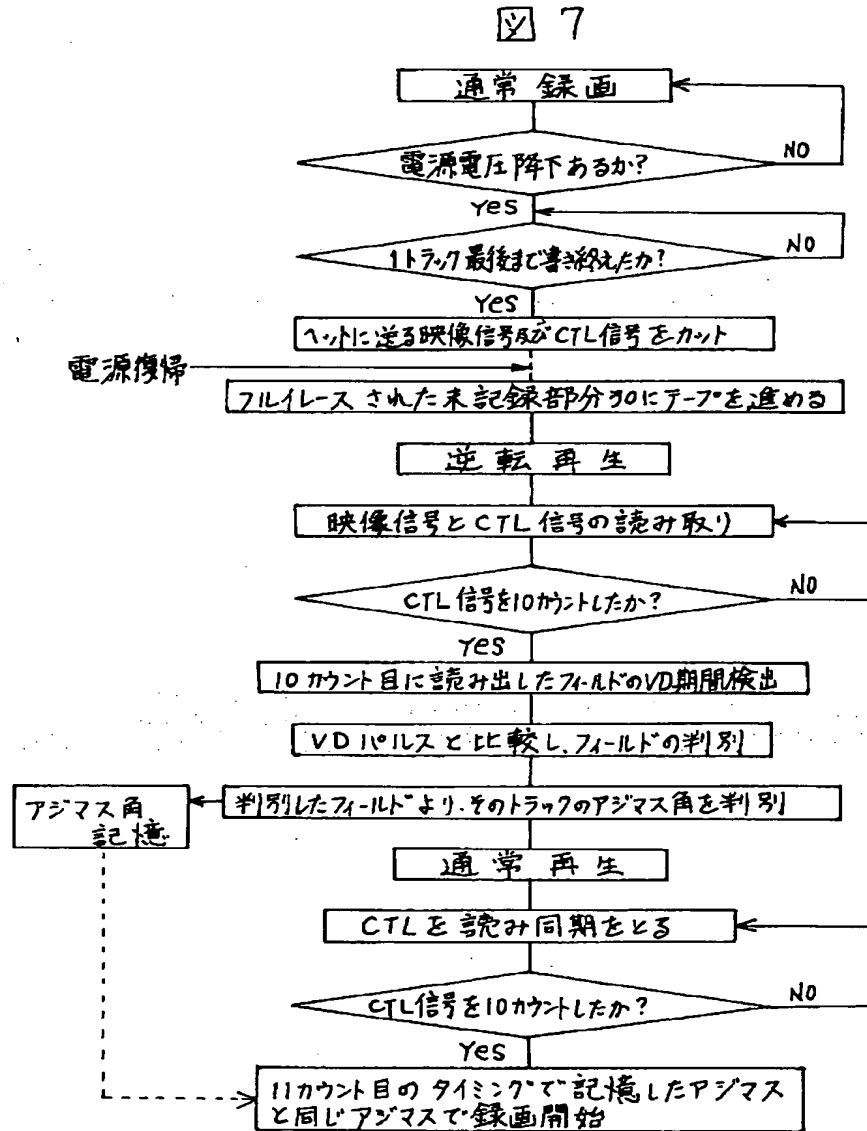 図 7
通常録画
電源電圧降下あるか?
NO
Yes
1トラック最後まで書き終えたか?
NO
Yes
ヘッドに送る映像信号及びCTL信号をカット
電源復帰
フルイレースされた未記録部分30にテープを進める
逆転再生
映像信号とCTL信号の読み取り
CTL信号を10カウントしたか?
NO
Yes
10カウント目に読み出したフィールドのVD期間検出
VDパルスと比較し、フィールドの判別
判別したフィールドより、そのトラックのアジマス角を判別
アジマス角
記憶
通常再生
CTLを読み同期をとる
CTL信号を10カウントしたか?
NO
Yes
11カウント目のタイミングで記憶したアジマス
と同じアジマスで録画開始